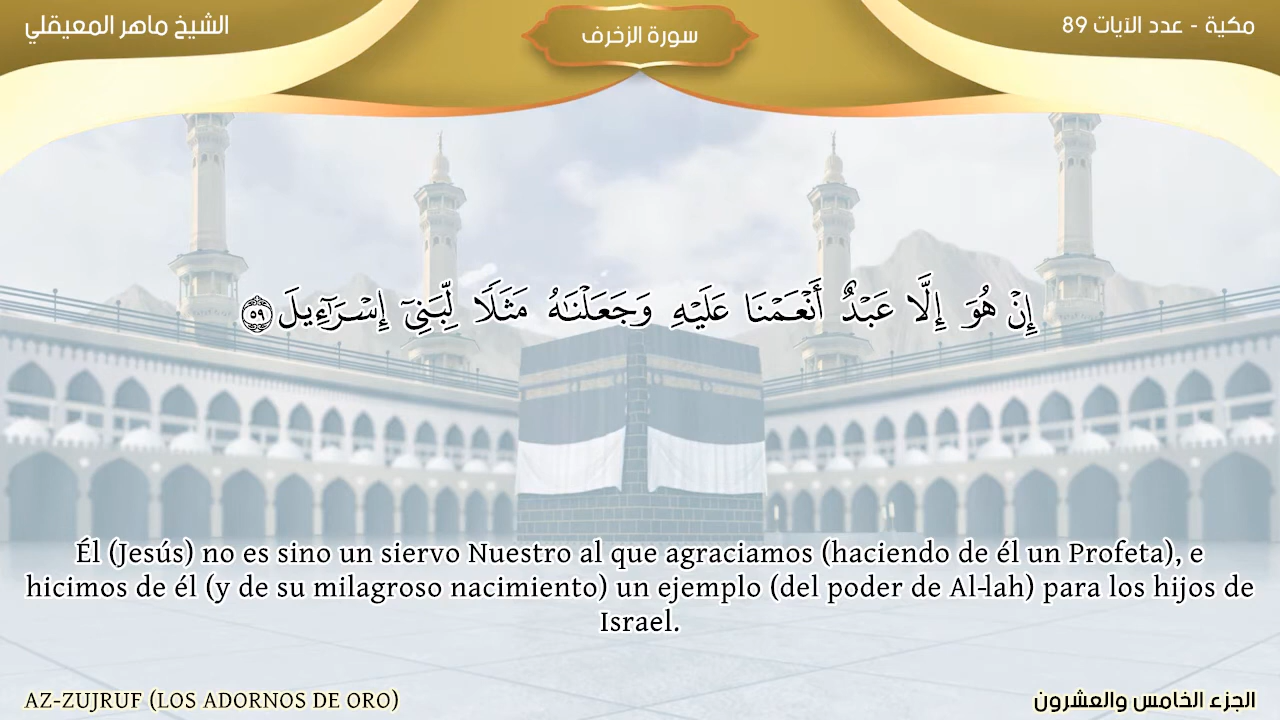 الشيخ ماهر المعيقلي
سورة الزخرف
مكية - عدد الآيات 89
إِنْ هُوَ إِلَّا عَبْدٌ أَنْعَمْنَا عَلَيْهِ وَجَعَلْنَٰهُ مَثَلًا لِّبَنِىٓ إِسْرَٰٓءِيلَ ٥٩
Él (Jesús) no es sino un siervo Nuestro al que agraciamos (haciendo de él un Profeta), e
hicimos de él (y de su milagroso nacimiento) un ejemplo (del poder de Al-lah) para los hijos de
Israel.
AZ-ZUJRUF (LOS ADORNOS DE ORO)
الجزء الخامس والعشرون